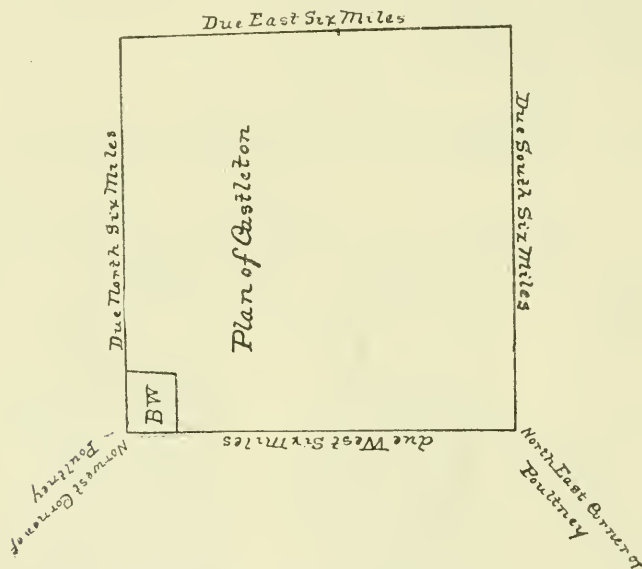 Due East Six Miles
Due North Six Miles
Due South Six Miles
Plan of Castleton
BW
due West Six Miles
Norwest Corner of
Poultney
North East Corner of
Poultney